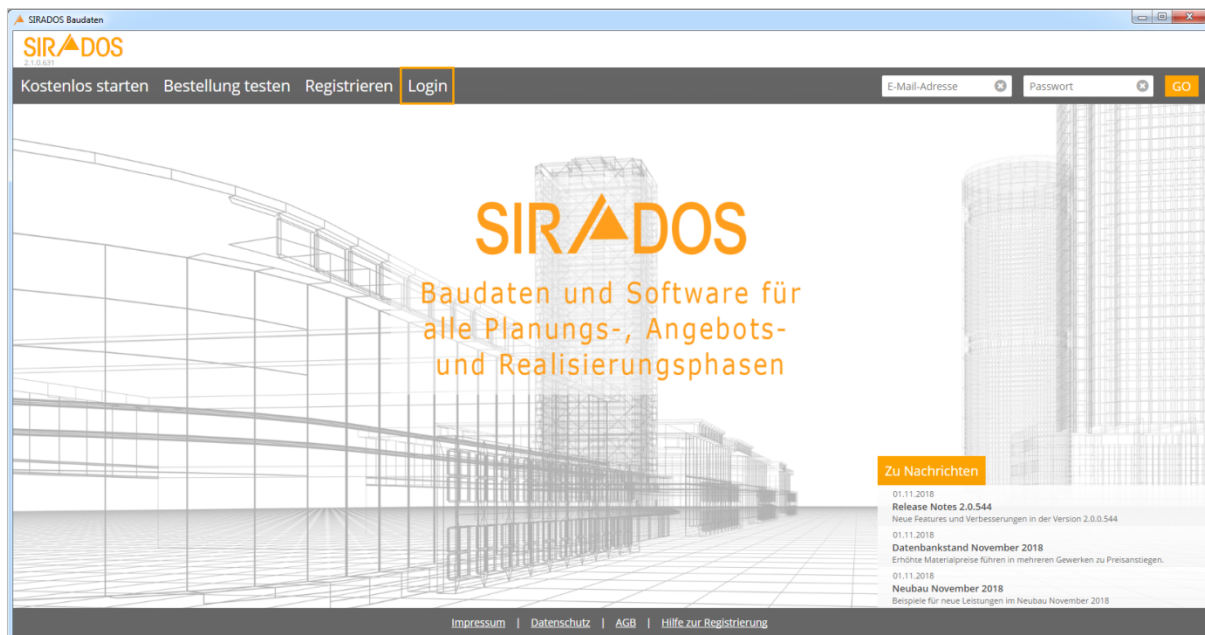 SIRADOS Baudaten
SIRADOS
2.1.0.631
Kostenlos starten Bestellung testen Registrieren Login
E-Mail-Adresse Passwort GO
SIRADOS
Baudaten und Software für
alle Planungs-, Angebots-
und Realisierungsphasen
Zu Nachrichten
01.11.2018
Release Notes 2.0.544
Neue Features und Verbesserungen in der Version 2.0.0.544
01.11.2018
Datenbankstand November 2018
Erhöhte Materialpreise führen in mehreren Gewerken zu Preisanstiegen.
01.11.2018
Neubau November 2018
Beispiele für neue Leistungen im Neubau November 2018
Impressum | Datenschutz | AGB | Hilfe zur Registrierung